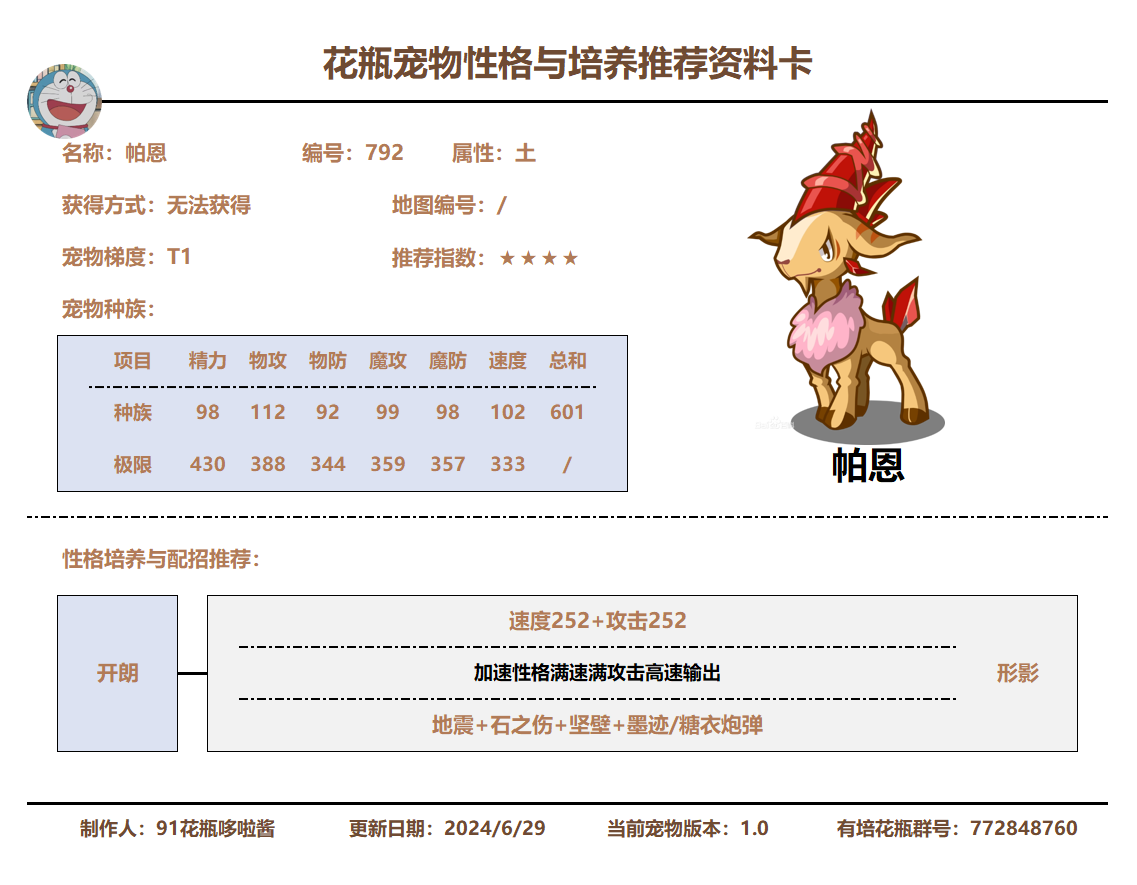 花瓶宠物性格与培养推荐资料卡
名称：帕恩 编号：792 属性：土
获得方式：无法获得 地图编号：/
宠物梯度：T1 推荐指数：★★★★
宠物种族：
项目 精力 物攻 物防 魔攻 魔防 速度 总和
种族 98 112 92 99 98 102 601
极限 430 388 344 359 357 333 /
帕恩
性格培养与配招推荐：
速度252+攻击252
开朗 加速性格满速满攻击高速输出 形影
地震+石之伤+坚壁+墨迹/糖衣炮弹
制作人：91花瓶哆啦酱 更新日期：2024/6/29 当前宠物版本：1.0 有培花瓶群号：772848760